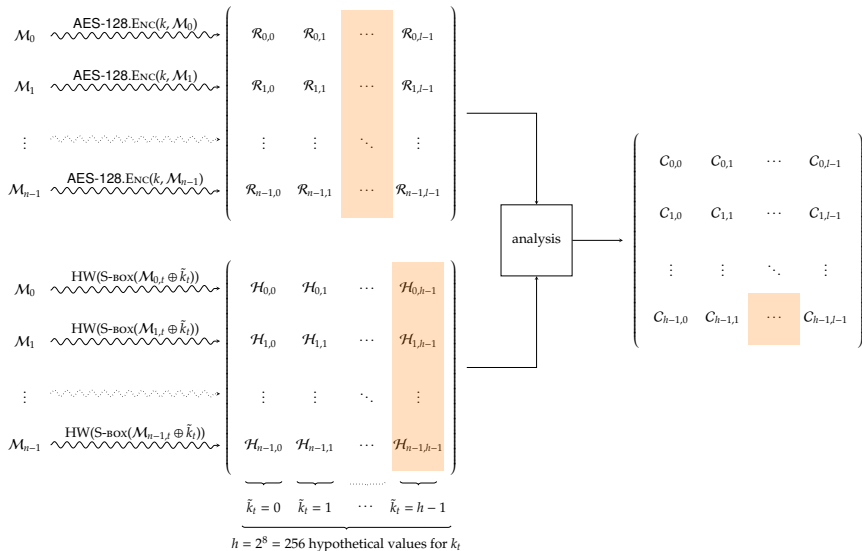 M₀ AES-128.Enc(k, M₀) R₀,₀ R₀,₁ ⋯ R₀,l−1
M₁ AES-128.Enc(k, M₁) R₁,₀ R₁,₁ ⋯ R₁,l−1
⋮ ⋮ ⋮ ⋱ ⋮
Mn−1 AES-128.Enc(k, Mn−1) Rn−1,0 Rn−1,1 ⋯ Rn−1,l−1
analysis
C₀,₀ C₀,₁ ⋯ C₀,l−1
C₁,₀ C₁,₁ ⋯ C₁,l−1
⋮ ⋮ ⋱ ⋮
Ch−1,0 Ch−1,1 ⋯ Ch−1,l−1
M₀ HW(S-box(M₀,t ⊕ k̃t)) H₀,₀ H₀,₁ ⋯ H₀,h−1
M₁ HW(S-box(M₁,t ⊕ k̃t)) H₁,₀ H₁,₁ ⋯ H₁,h−1
⋮ ⋮ ⋮ ⋱ ⋮
Mn−1 HW(S-box(Mn−1,t ⊕ k̃t)) Hn−1,0 Hn−1,1 ⋯ Hn−1,h−1
k̃t = 0 k̃t = 1 ⋯ k̃t = h − 1
h = 2⁸ = 256 hypothetical values for kt